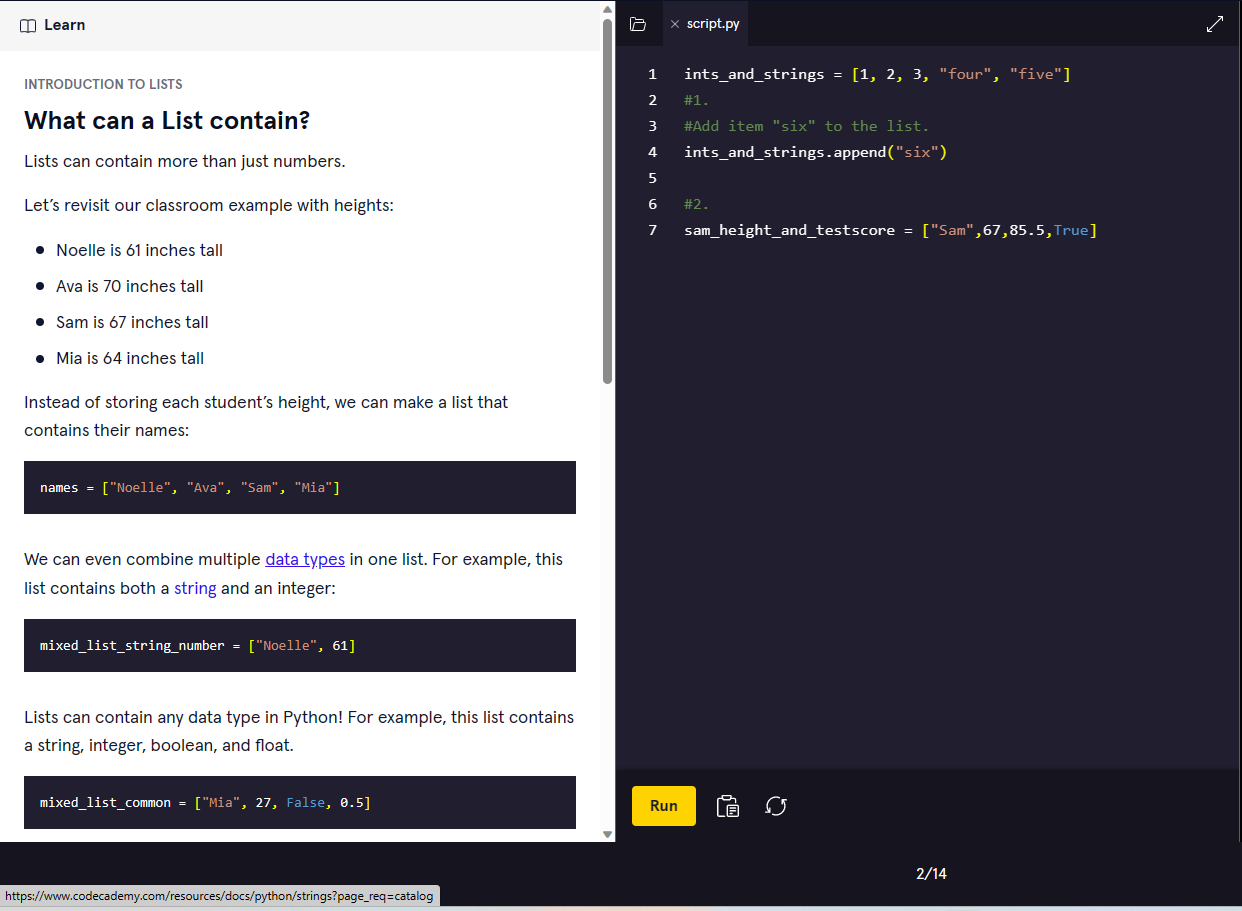 Learn
INTRODUCTION TO LISTS
What can a List contain?
Lists can contain more than just numbers.
Let’s revisit our classroom example with heights:
Noelle is 61 inches tall
Ava is 70 inches tall
Sam is 67 inches tall
Mia is 64 inches tall
Instead of storing each student’s height, we can make a list that
contains their names:
names = ["Noelle", "Ava", "Sam", "Mia"]
We can even combine multiple data types in one list. For example, this
list contains both a string and an integer:
mixed_list_string_number = ["Noelle", 61]
Lists can contain any data type in Python! For example, this list contains
a string, integer, boolean, and float.
mixed_list_common = ["Mia", 27, False, 0.5]
script.py
1 ints_and_strings = [1, 2, 3, "four", "five"]
2 #1.
3 #Add item "six" to the list.
4 ints_and_strings.append("six")
5
6 #2.
7 sam_height_and_testscore = ["Sam",67,85.5,True]
Run
2/14
https://www.codecademy.com/resources/docs/python/strings?page_req=catalog